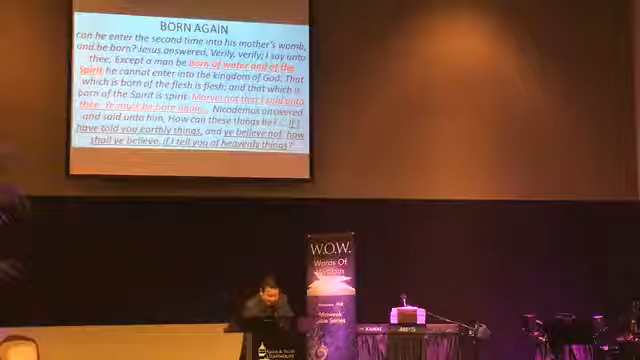 BORN AGAIN
can he enter the second time into his mother's womb,
and be born? Jesus answered, Verily, verily, I say unto
thee, Except a man be born of water and of the
Spirit he cannot enter into the kingdom of God. That
which is born of the flesh is flesh; and that which is
born of the Spirit is spirit. Marvel not that I said unto
thee, Ye must be born again... Nicodemus answered
and said unto him, How can these things be? ... If I
have told you earthly things, and ye believe not, how
shall ye believe, if I tell you of heavenly things?
W.O.W.
Words Of
Wisdom
Midweek
Bible Series
KAWAI
LIGHTHOUSE